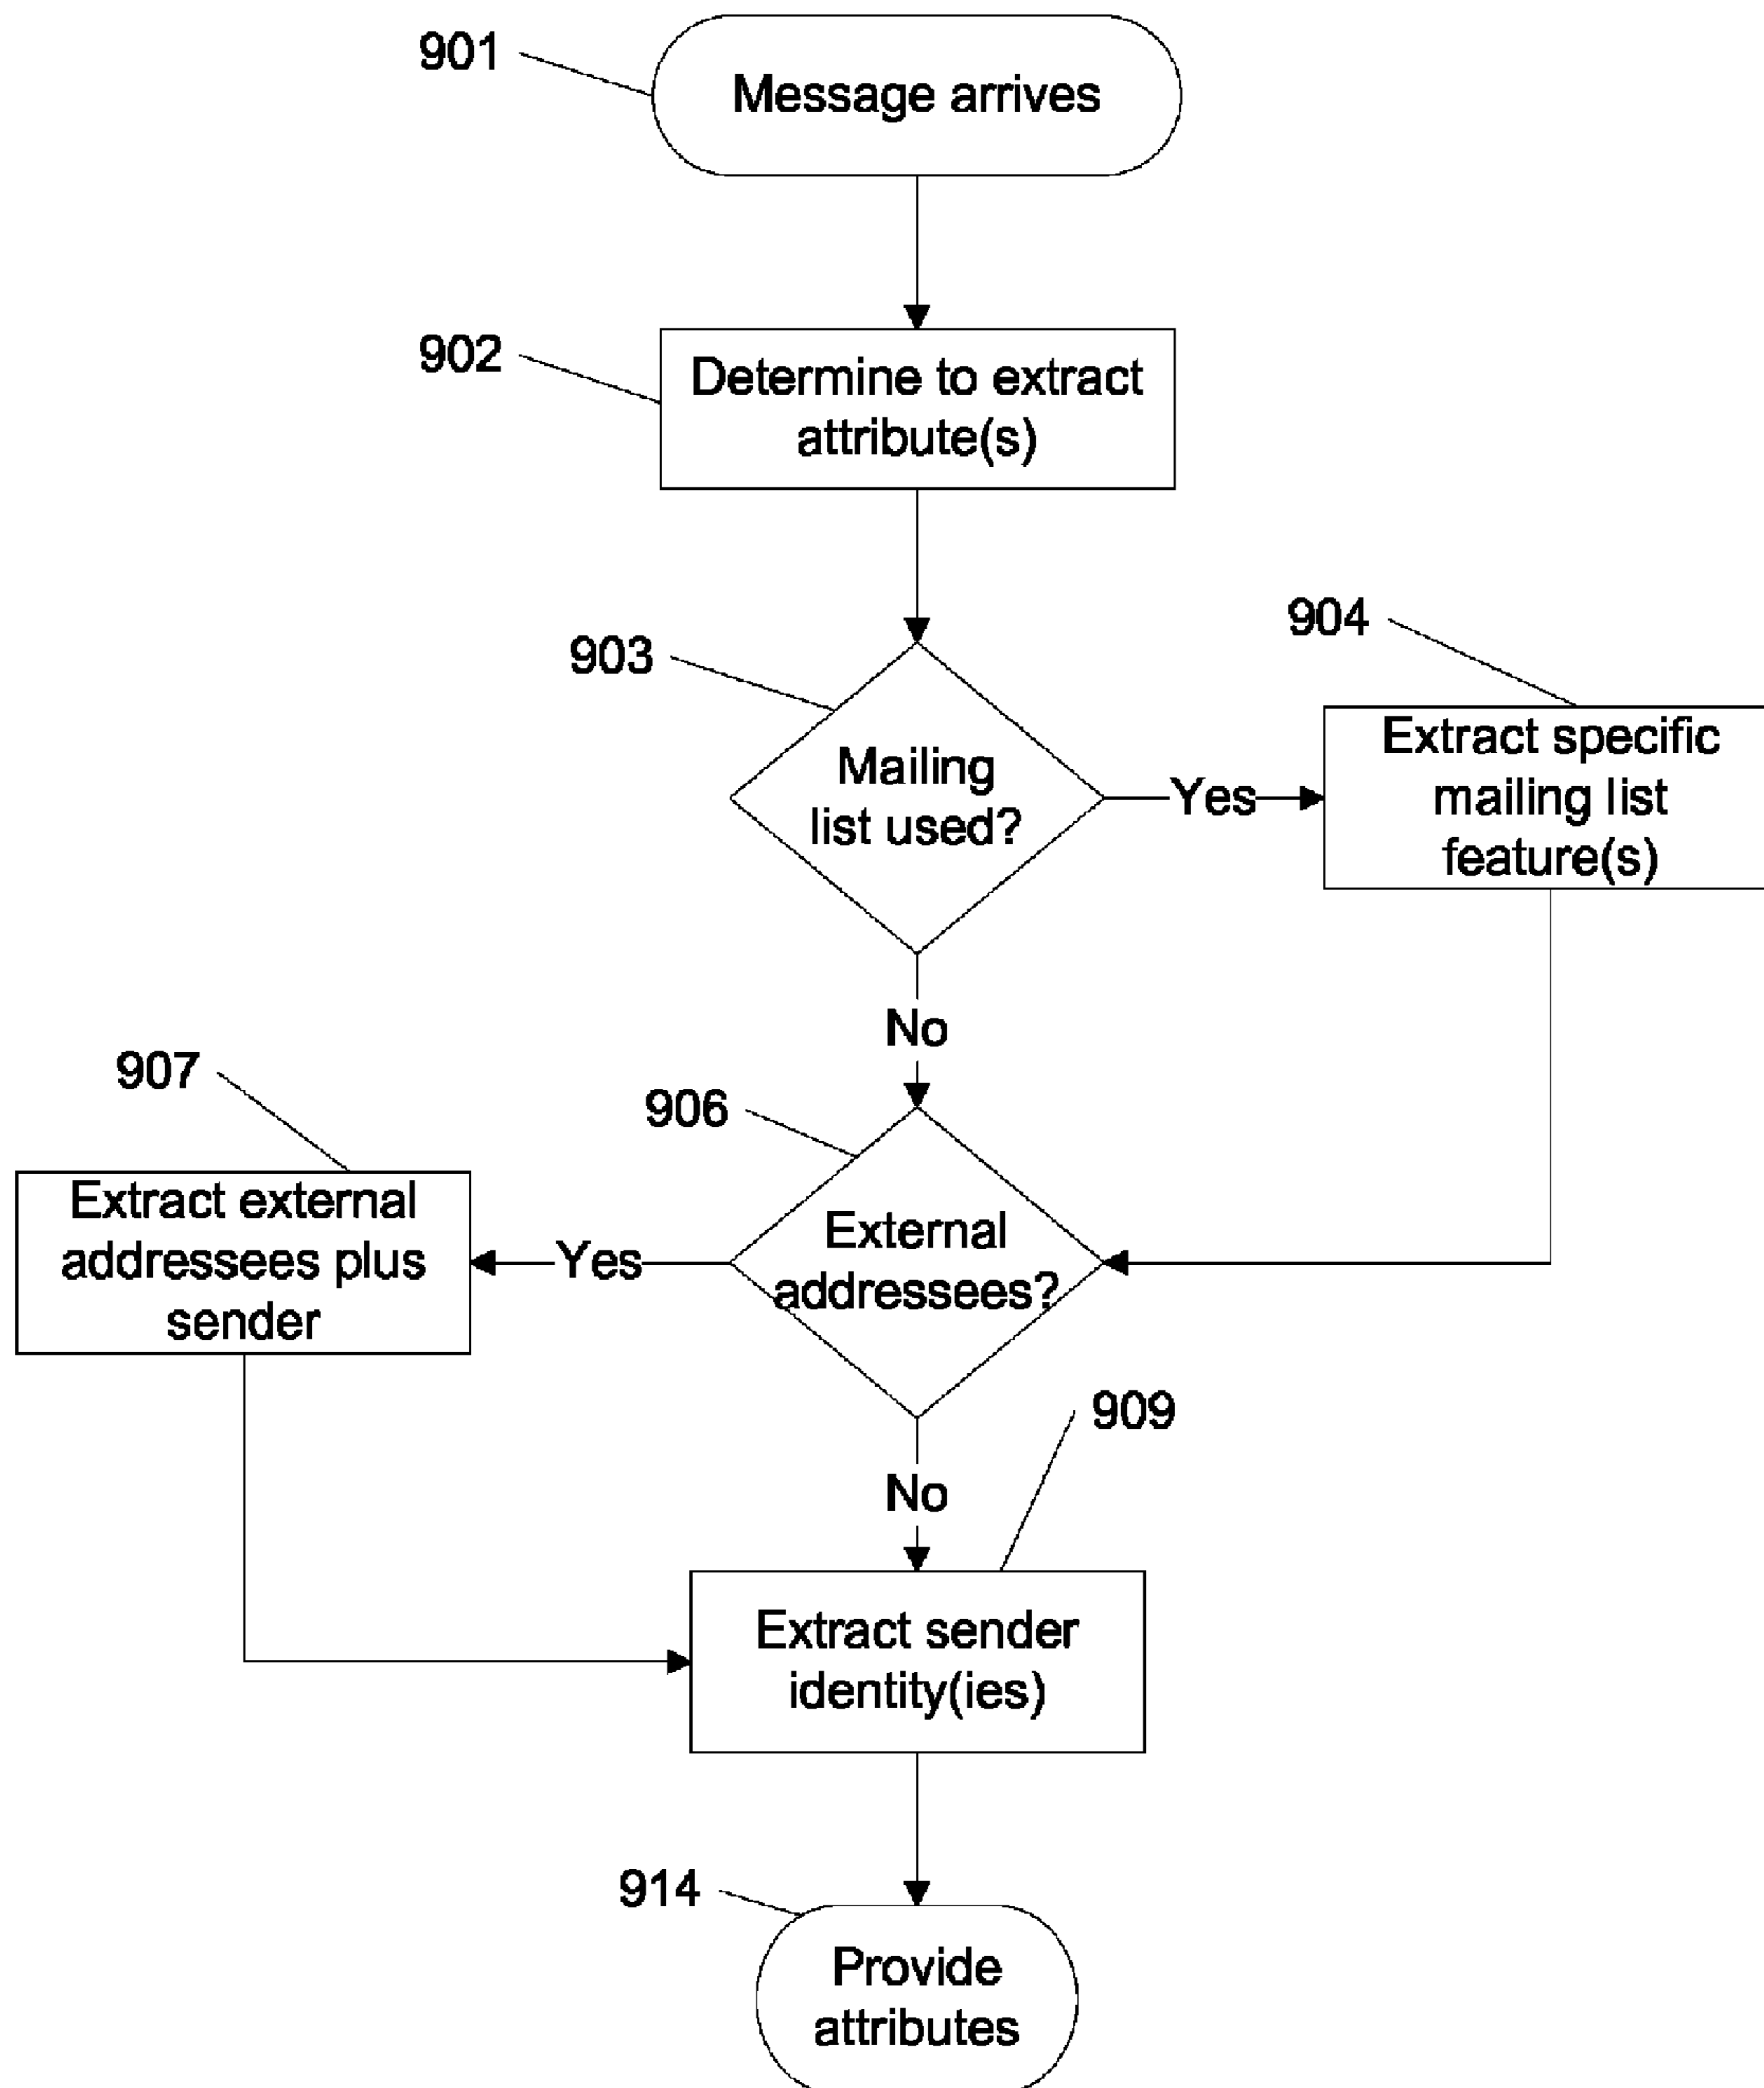 901
Message arrives
902
Determine to extract
attribute(s)
903
904
Mailing
list used?
Yes
Extract specific
mailing list
feature(s)
No
907
906
Extract external
addressees plus
sender
Yes
External
addressees?
909
No
Extract sender
identity(ies)
914
Provide
attributes